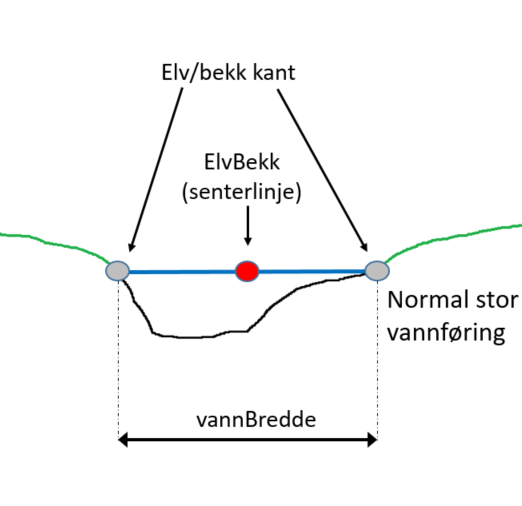 Elv/bekk kant
ElvBekk
(senterlinje)
Normal stor
vannføring
vannBredde